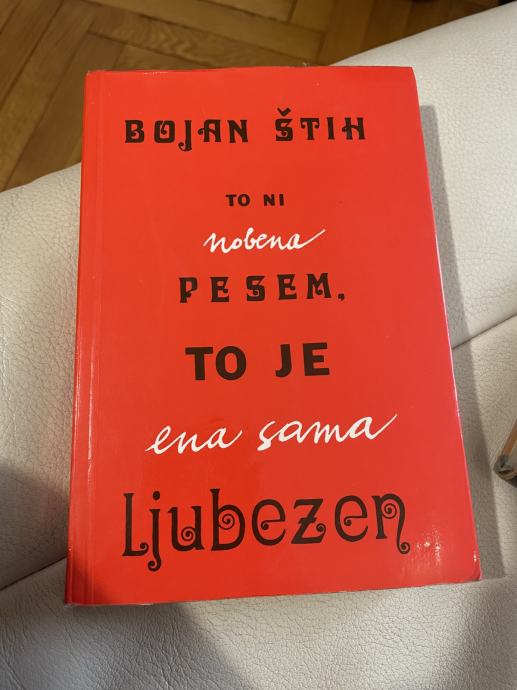 BOJAN ŠTIH
TO NI
nobena
PESEM,
TO JE
ena sama
Ljubezen